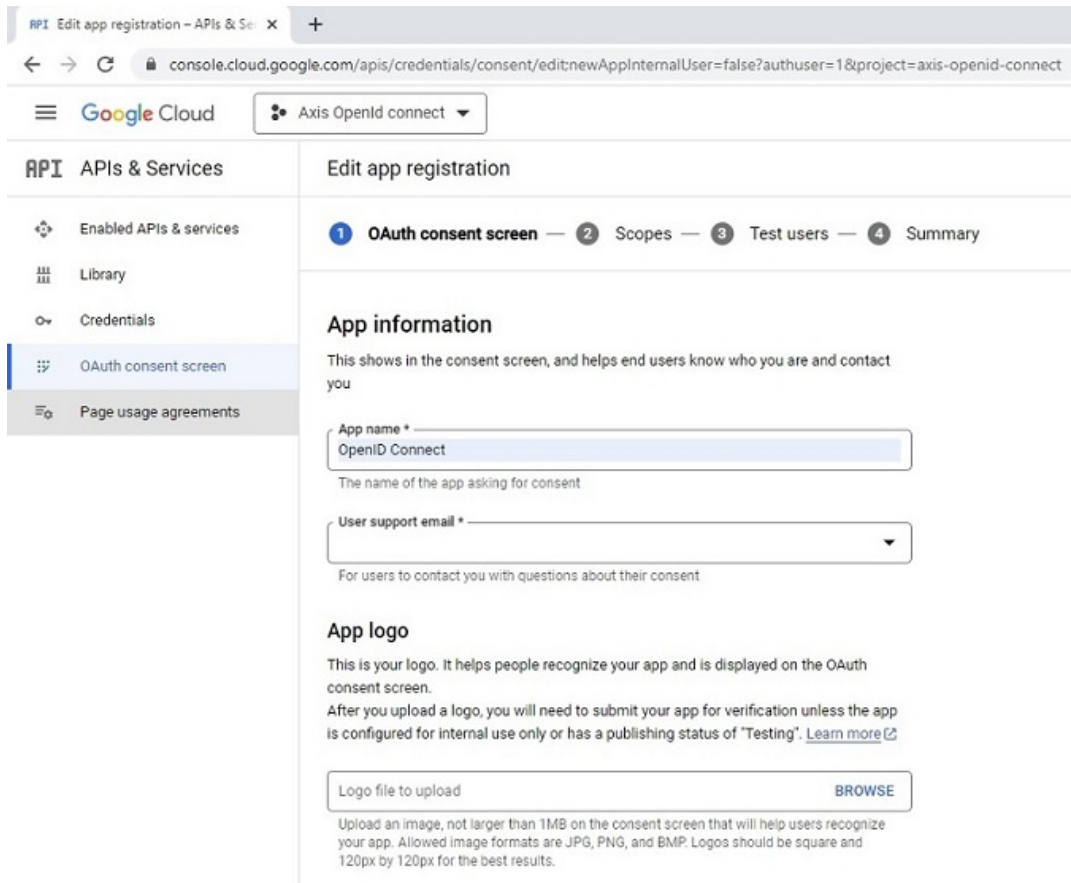 API Edit app registration – APIs & Se
console.cloud.google.com/apis/credentials/consent/edit;newAppInternalUser=false?authuser=1&project=axis-openid-connect
Google Cloud
Axis OpenId connect
API APIs & Services
Edit app registration
Enabled APIs & services
Library
Credentials
OAuth consent screen
Page usage agreements
1 OAuth consent screen — 2 Scopes — 3 Test users — 4 Summary
App information
This shows in the consent screen, and helps end users know who you are and contact
you
App name *
OpenID Connect
The name of the app asking for consent
User support email *
For users to contact you with questions about their consent
App logo
This is your logo. It helps people recognize your app and is displayed on the OAuth
consent screen.
After you upload a logo, you will need to submit your app for verification unless the app
is configured for internal use only or has a publishing status of "Testing". Learn more
Logo file to upload
BROWSE
Upload an image, not larger than 1MB on the consent screen that will help users recognize
your app. Allowed image formats are JPG, PNG, and BMP. Logos should be square and
120px by 120px for the best results.